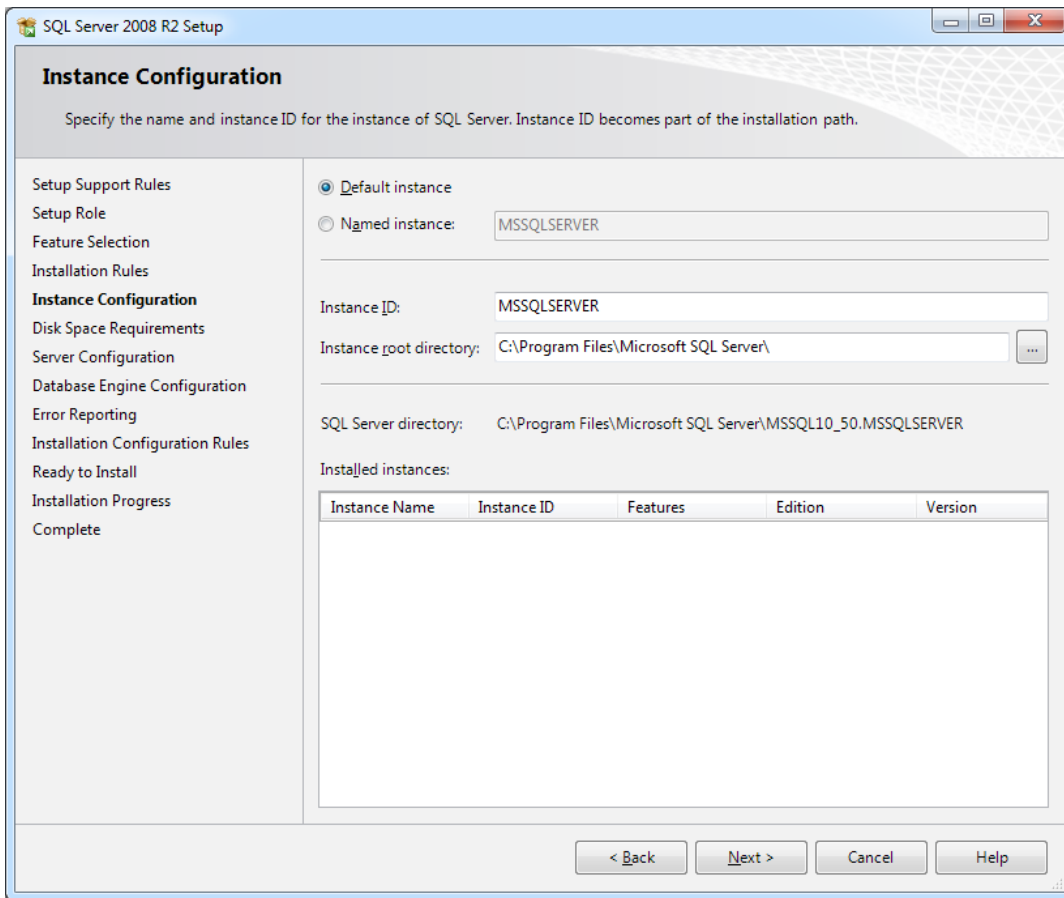 SQL Server 2008 R2 Setup
Instance Configuration
Specify the name and instance ID for the instance of SQL Server. Instance ID becomes part of the installation path.
Setup Support Rules
Setup Role
Feature Selection
Installation Rules
Instance Configuration
Disk Space Requirements
Server Configuration
Database Engine Configuration
Error Reporting
Installation Configuration Rules
Ready to Install
Installation Progress
Complete
Default instance
Named instance: MSSQLSERVER
Instance ID: MSSQLSERVER
Instance root directory: C:\Program Files\Microsoft SQL Server\ ...
SQL Server directory: C:\Program Files\Microsoft SQL Server\MSSQL10_50.MSSQLSERVER
Installed instances:
Instance Name Instance ID Features Edition Version
< Back Next > Cancel Help